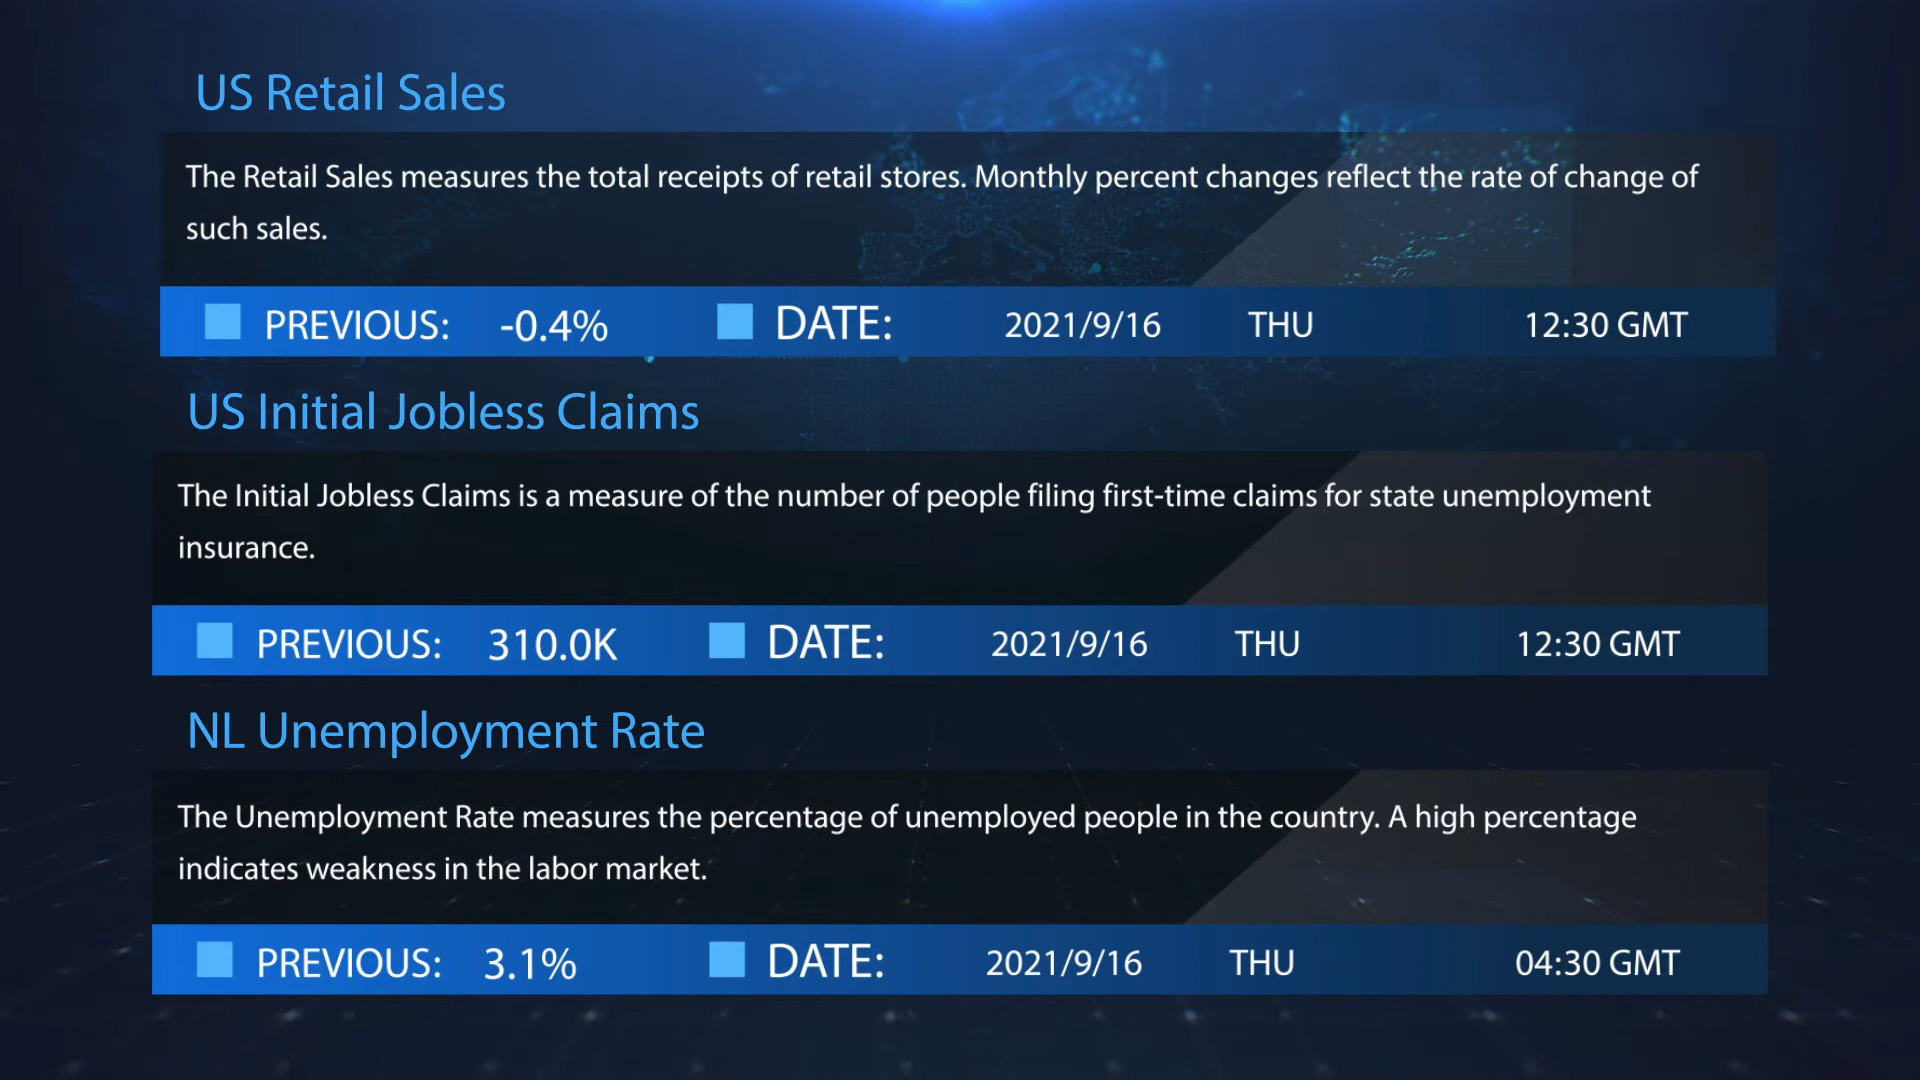 US Retail Sales
The Retail Sales measures the total receipts of retail stores. Monthly percent changes reflect the rate of change of
such sales.
PREVIOUS: -0.4% DATE: 2021/9/16 THU 12:30 GMT
US Initial Jobless Claims
The Initial Jobless Claims is a measure of the number of people filing first-time claims for state unemployment
insurance.
PREVIOUS: 310.0K DATE: 2021/9/16 THU 12:30 GMT
NL Unemployment Rate
The Unemployment Rate measures the percentage of unemployed people in the country. A high percentage
indicates weakness in the labor market.
PREVIOUS: 3.1% DATE: 2021/9/16 THU 04:30 GMT